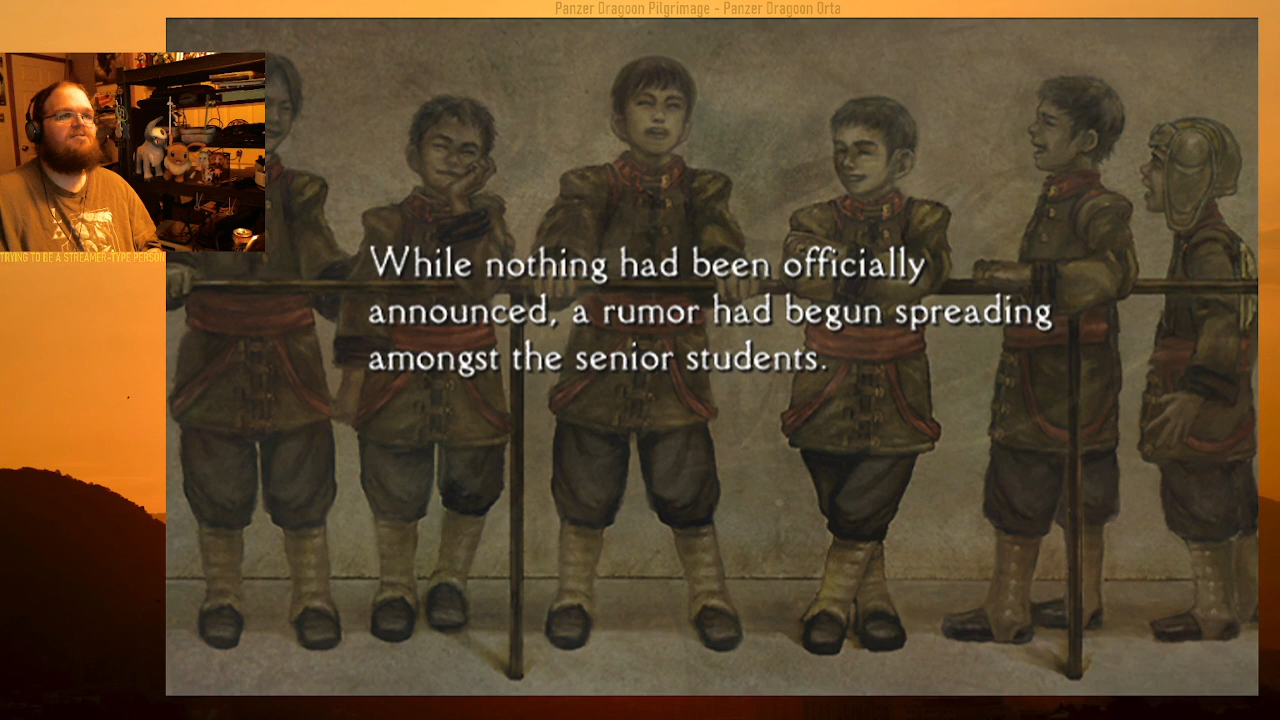 Panzer Dragoon Pilgrimage - Panzer Dragoon Orta
TRYING TO BE A STREAMER-TYPE PERSON
While nothing had been officially
announced, a rumor had begun spreading
amongst the senior students.